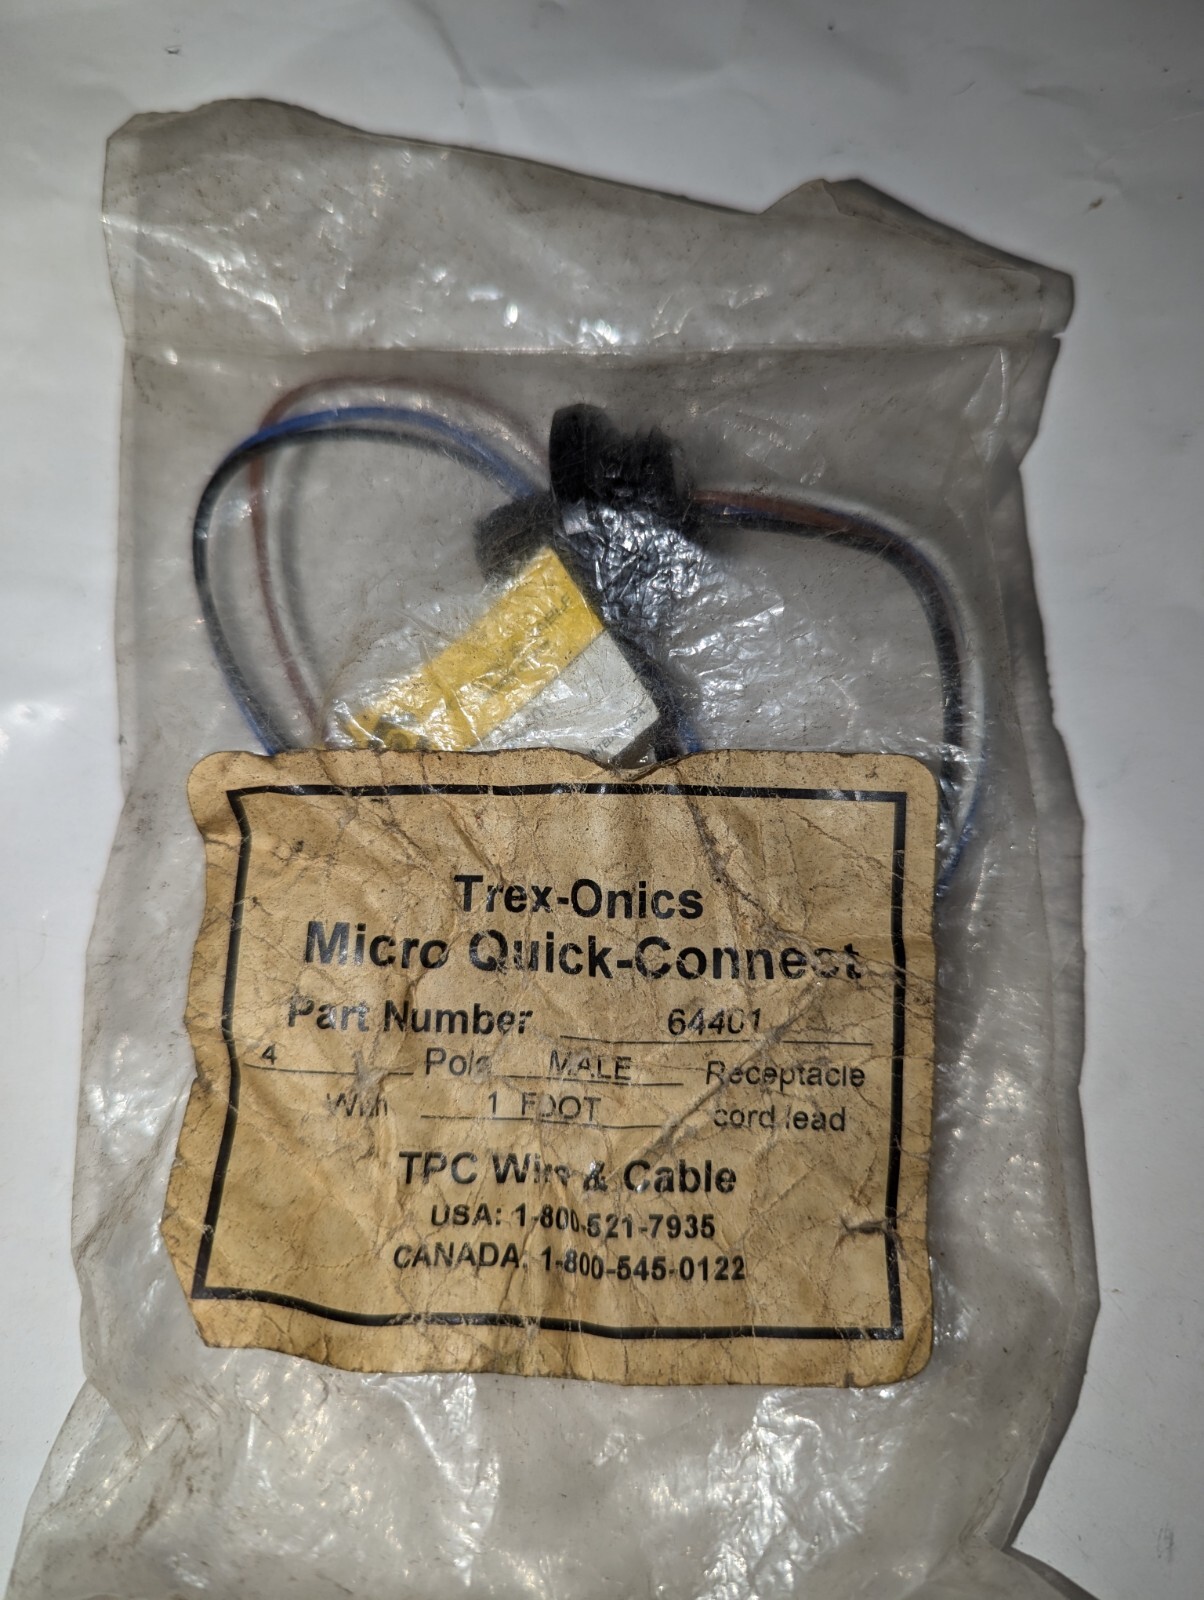 Trex-Onics
Micro Quick-Connect
Part Number 64401
4 Pole MALE Receptacle
With 1 FOOT cord lead
TPC Wire & Cable
USA: 1-800-521-7935
CANADA: 1-800-545-0122